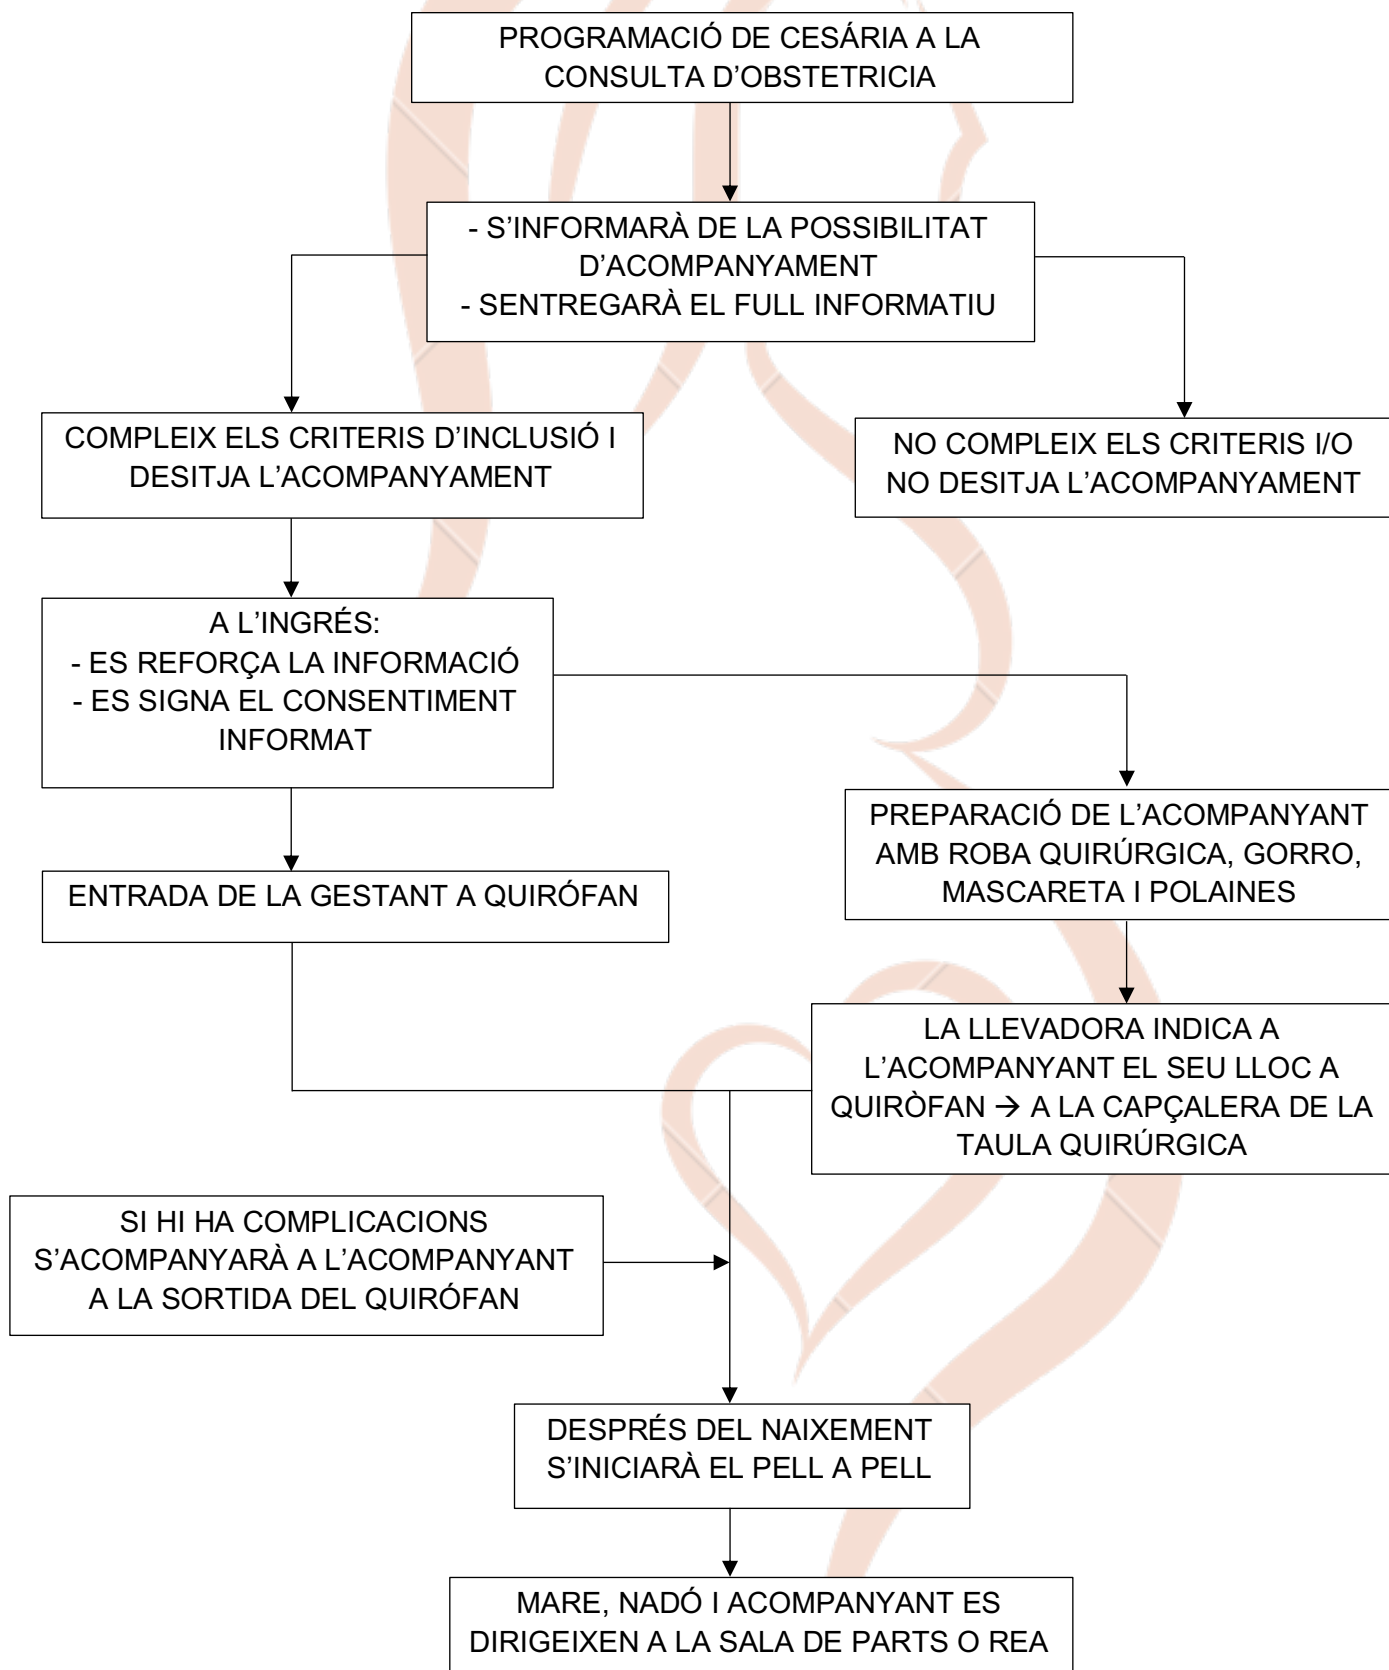 PROGRAMACIÓ DE CESÁRIA A LA
CONSULTA D’OBSTETRICIA
- S’INFORMARÀ DE LA POSSIBILITAT
D’ACOMPANYAMENT
- SENTREGARÀ EL FULL INFORMATIU
COMPLEIX ELS CRITERIS D’INCLUSIÓ I
DESITJA L’ACOMPANYAMENT
NO COMPLEIX ELS CRITERIS I/O
NO DESITJA L’ACOMPANYAMENT
A L’INGRÉS:
- ES REFORÇA LA INFORMACIÓ
- ES SIGNA EL CONSENTIMENT
INFORMAT
PREPARACIÓ DE L’ACOMPANYANT
AMB ROBA QUIRÚRGICA, GORRO,
MASCARETA I POLAINES
ENTRADA DE LA GESTANT A QUIRÓFAN
LA LLEVADORA INDICA A
L’ACOMPANYANT EL SEU LLOC A
QUIRÒFAN → A LA CAPÇALERA DE LA
TAULA QUIRÚRGICA
SI HI HA COMPLICACIONS
S’ACOMPANYARÀ A L’ACOMPANYANT
A LA SORTIDA DEL QUIRÓFAN
DESPRÉS DEL NAIXEMENT
S’INICIARÀ EL PELL A PELL
MARE, NADÓ I ACOMPANYANT ES
DIRIGEIXEN A LA SALA DE PARTS O REA